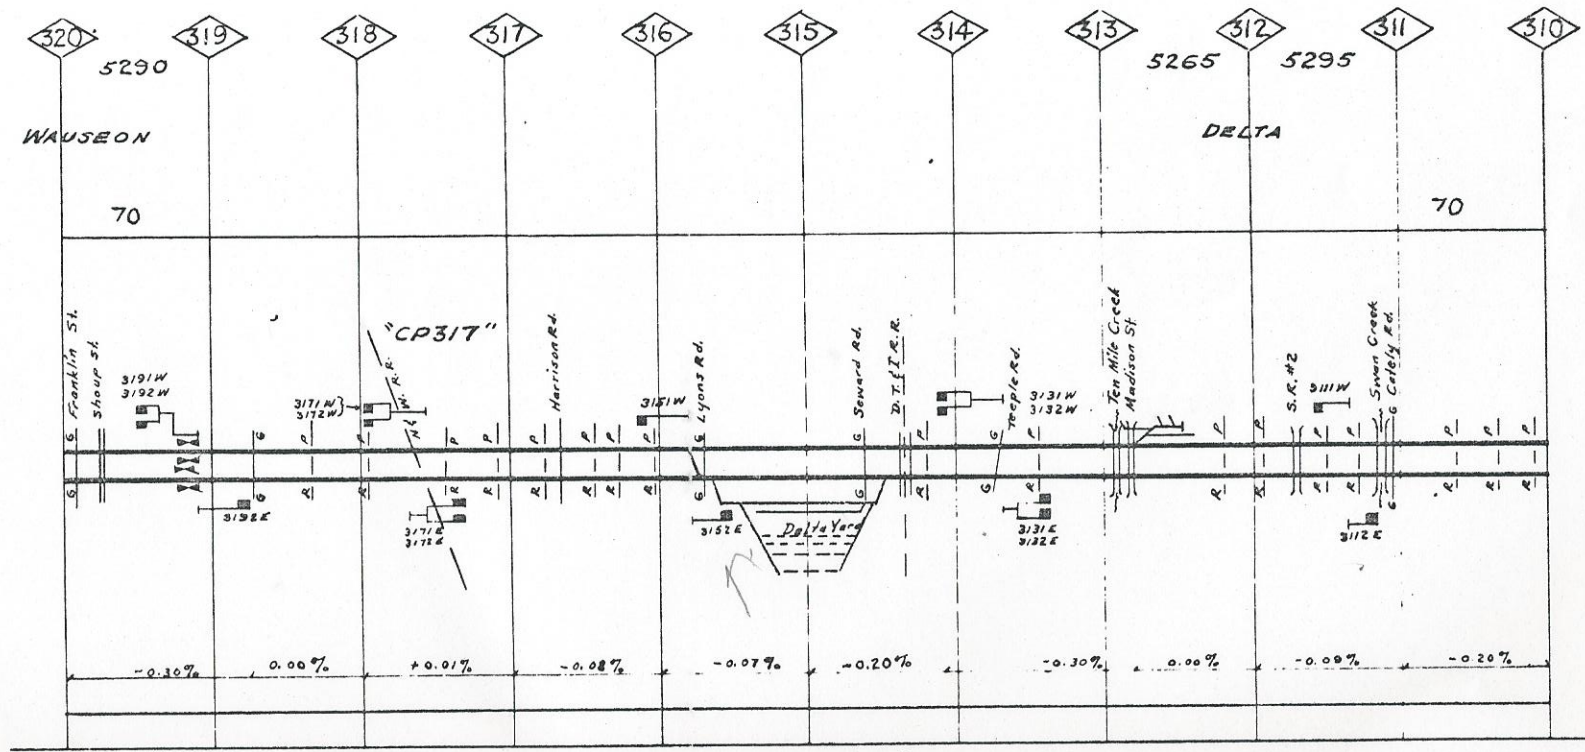 320 319 318 317 316 315 314 313 312 311 310
5290 5265 5295
WAUSEON DELTA
70 70
"CP317"
Franklin St.
Shoup St.
N & W. R.R.
Harrison Rd.
Lyons Rd.
Seward Rd.
D.T. & I R.R.
Teeple Rd.
Ten Mile Creek
Madison St.
S.R. #2
Swan Creek
3191W
3192W
3171W
3172W
3151W
3131W
3132W
3111W
G G P P P P P P G G P G P P P P P G P P P
G G R R R R R R G G R G R R R R R G R R R
3192E
3171E
3172E
3152E
Delta Yard
3131E
3132E
3112E
-0.30% 0.00% +0.01% -0.08% -0.07% -0.20% -0.30% 0.00% -0.09% -0.20%